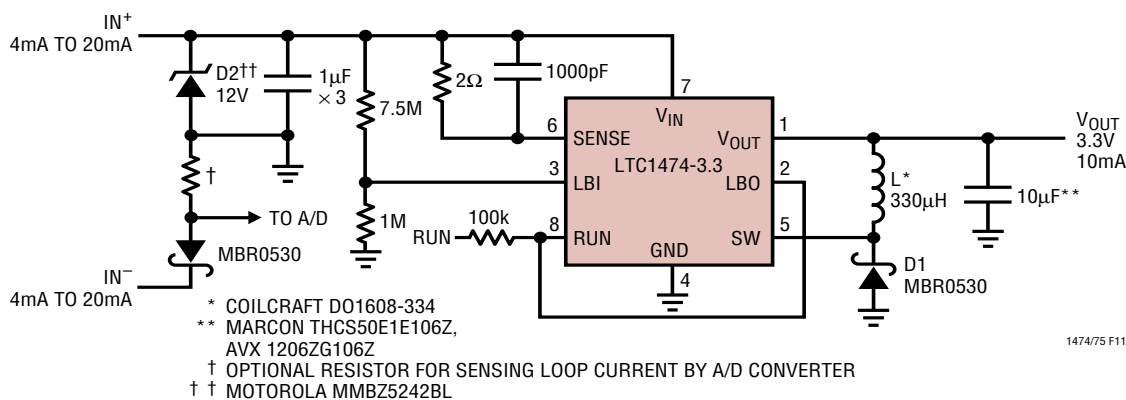 IN+
4mA TO 20mA
D2††
12V
1µF
× 3
7.5M
2Ω
1000pF
†
TO A/D
1M
MBR0530
IN−
4mA TO 20mA
RUN
100k
6
3
8
7
4
1
2
5
VIN
SENSE
VOUT
LTC1474-3.3
LBI
LBO
RUN
SW
GND
L*
330µH
10µF**
VOUT
3.3V
10mA
D1
MBR0530
* COILCRAFT DO1608-334
** MARCON THCS50E1E106Z,
AVX 1206ZG106Z
† OPTIONAL RESISTOR FOR SENSING LOOP CURRENT BY A/D CONVERTER
† † MOTOROLA MMBZ5242BL
1474/75 F11